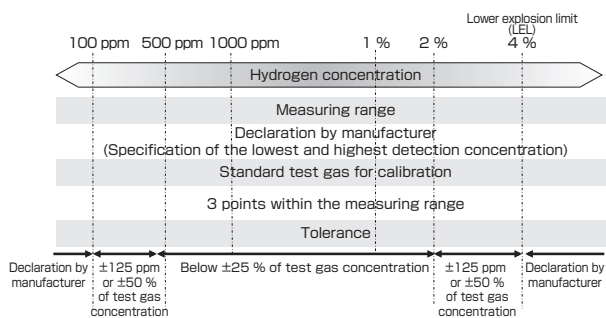 Lower explosion limit
(LEL)
100 ppm 500 ppm 1000 ppm 1 % 2 % 4 %
Hydrogen concentration
Measuring range
Declaration by manufacturer
(Specification of the lowest and highest detection concentration)
Standard test gas for calibration
3 points within the measuring range
Tolerance
Declaration by
manufacturer
±125 ppm
or ±50 %
of test gas
concentration
Below ±25 % of test gas concentration
±125 ppm
or ±50 %
of test gas
concentration
Declaration by
manufacturer